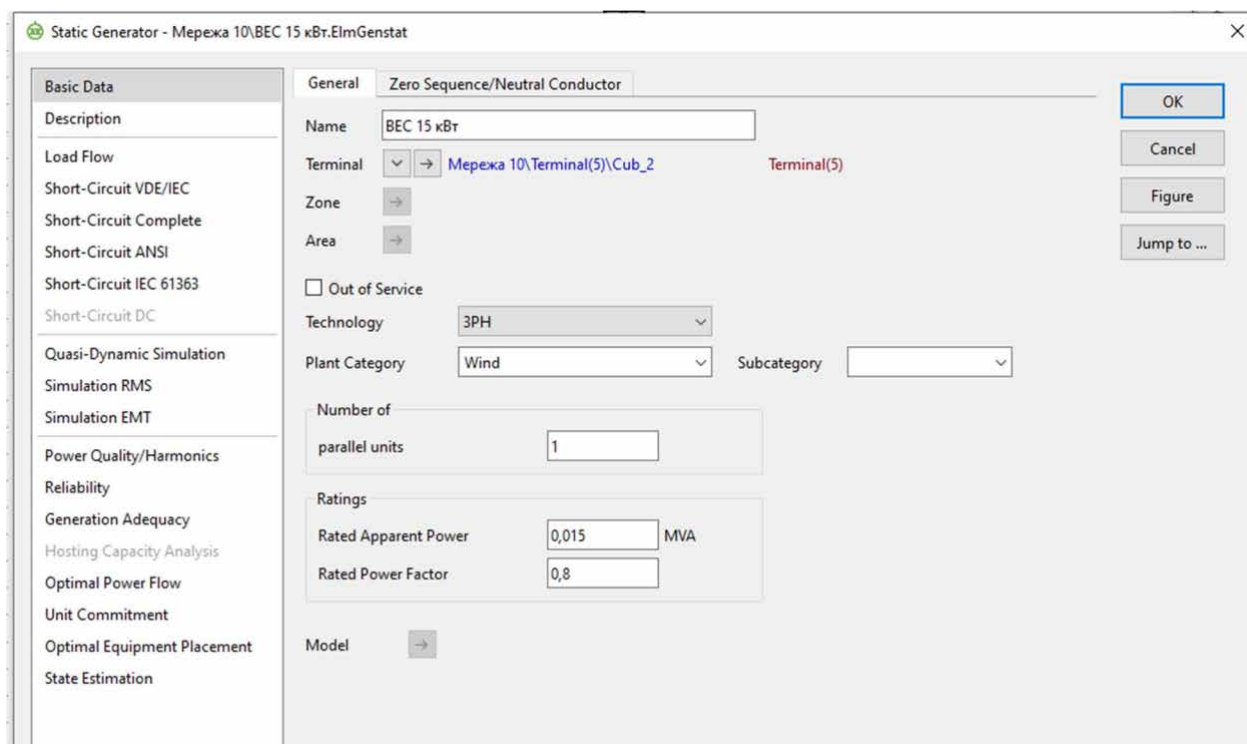 Static Generator - Мережа 10\ВЕС 15 кВт.ElmGenstat
Basic Data
Description
Load Flow
Short-Circuit VDE/IEC
Short-Circuit Complete
Short-Circuit ANSI
Short-Circuit IEC 61363
Short-Circuit DC
Quasi-Dynamic Simulation
Simulation RMS
Simulation EMT
Power Quality/Harmonics
Reliability
Generation Adequacy
Hosting Capacity Analysis
Optimal Power Flow
Unit Commitment
Optimal Equipment Placement
State Estimation
General Zero Sequence/Neutral Conductor
Name ВЕС 15 кВт
Terminal Мережа 10\Terminal(5)\Cub_2 Terminal(5)
Zone
Area
Out of Service
Technology 3PH
Plant Category Wind Subcategory
Number of
parallel units 1
Ratings
Rated Apparent Power 0,015 MVA
Rated Power Factor 0,8
Model
OK
Cancel
Figure
Jump to ...